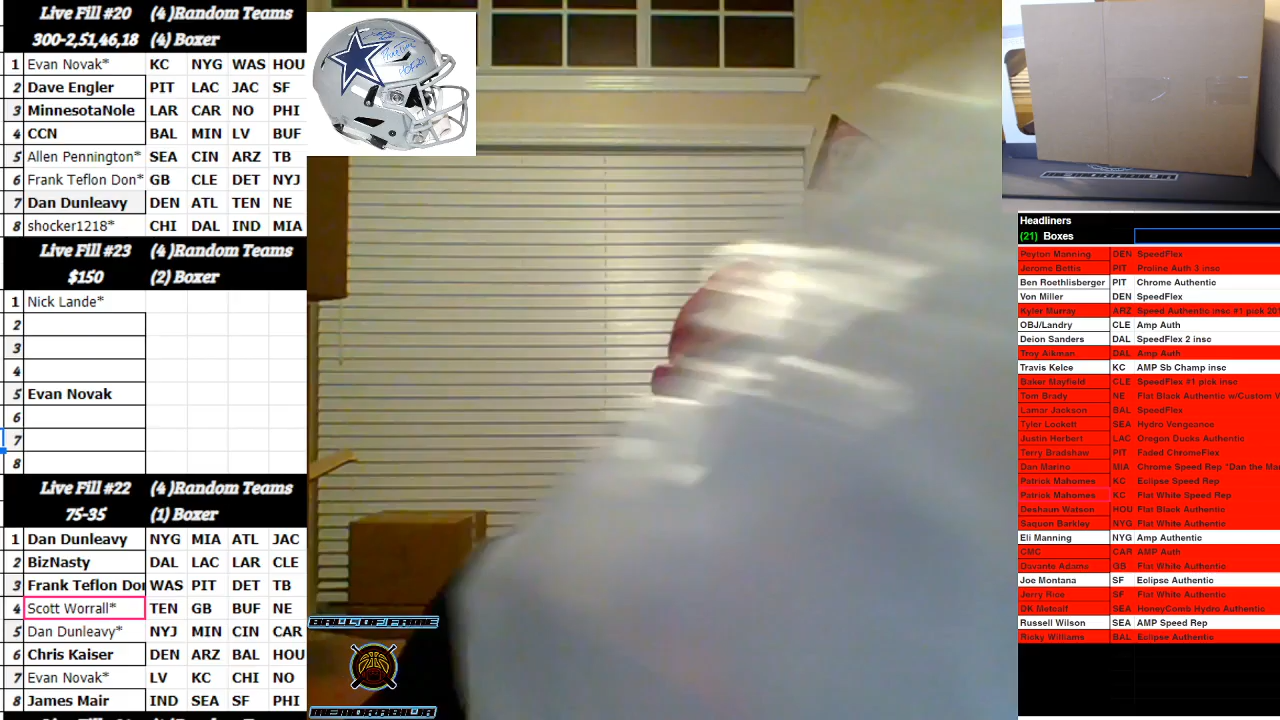 Live Fill #20 (4 )Random Teams
300-2,51,46,18 (4) Boxer
1 Evan Novak* KC NYG WAS HOU
2 Dave Engler PIT LAC JAC SF
3 MinnesotaNole LAR CAR NO PHI
4 CCN BAL MIN LV BUF
5 Allen Pennington* SEA CIN ARZ TB
6 Frank Teflon Don* GB CLE DET NYJ
7 Dan Dunleavy DEN ATL TEN NE
8 shocker1218* CHI DAL IND MIA
Live Fill #23 (4 )Random Teams
$150 (2) Boxer
1 Nick Lande*
2
3
4
5 Evan Novak
6
7
8
Live Fill #22 (4 )Random Teams
75-35 (1) Boxer
1 Dan Dunleavy NYG MIA ATL JAC
2 BizNasty DAL LAC LAR CLE
3 Frank Teflon Don WAS PIT DET TB
4 Scott Worrall* TEN GB BUF NE
5 Dan Dunleavy* NYJ MIN CIN CAR
6 Chris Kaiser DEN ARZ BAL HOU
7 Evan Novak* LV KC CHI NO
8 James Mair IND SEA SF PHI
BALL OF FAME
MEMORABILIA
Headliners
(21) Boxes
Peyton Manning DEN SpeedFlex
Jerome Bettis PIT Proline Auth 3 insc
Ben Roethlisberger PIT Chrome Authentic
Von Miller DEN SpeedFlex
Kyler Murray ARZ Speed Authentic insc #1 pick 201
OBJ/Landry CLE Amp Auth
Deion Sanders DAL SpeedFlex 2 insc
Troy Aikman DAL Amp Auth
Travis Kelce KC AMP Sb Champ insc
Baker Mayfield CLE SpeedFlex #1 pick insc
Tom Brady NE Flat Black Authentic w/Custom V
Lamar Jackson BAL SpeedFlex
Tyler Lockett SEA Hydro Vengeance
Justin Herbert LAC Oregon Ducks Authentic
Terry Bradshaw PIT Faded ChromeFlex
Dan Marino MIA Chrome Speed Rep "Dan the Ma
Patrick Mahomes KC Eclipse Speed Rep
Patrick Mahomes KC Flat White Speed Rep
Deshaun Watson HOU Flat Black Authentic
Saquon Barkley NYG Flat White Authentic
Eli Manning NYG Amp Authentic
CMC CAR AMP Auth
Davante Adams GB Flat White Authentic
Joe Montana SF Eclipse Authentic
Jerry Rice SF Flat White Authentic
DK Metcalf SEA HoneyComb Hydro Authentic
Russell Wilson SEA AMP Speed Rep
Ricky Williams BAL Eclipse Authentic